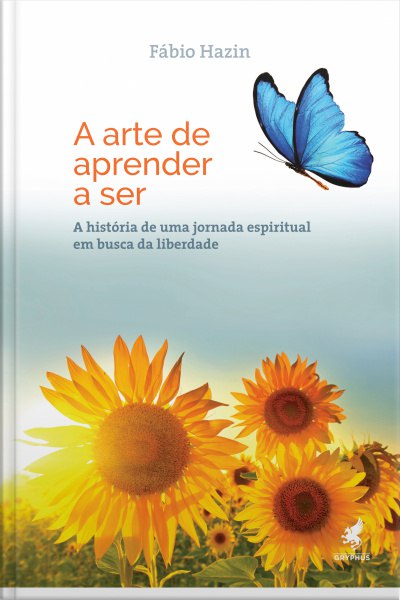 Fábio Hazin
A arte de
aprender
a ser
A história de uma jornada espiritual
em busca da liberdade
GRYPHUS